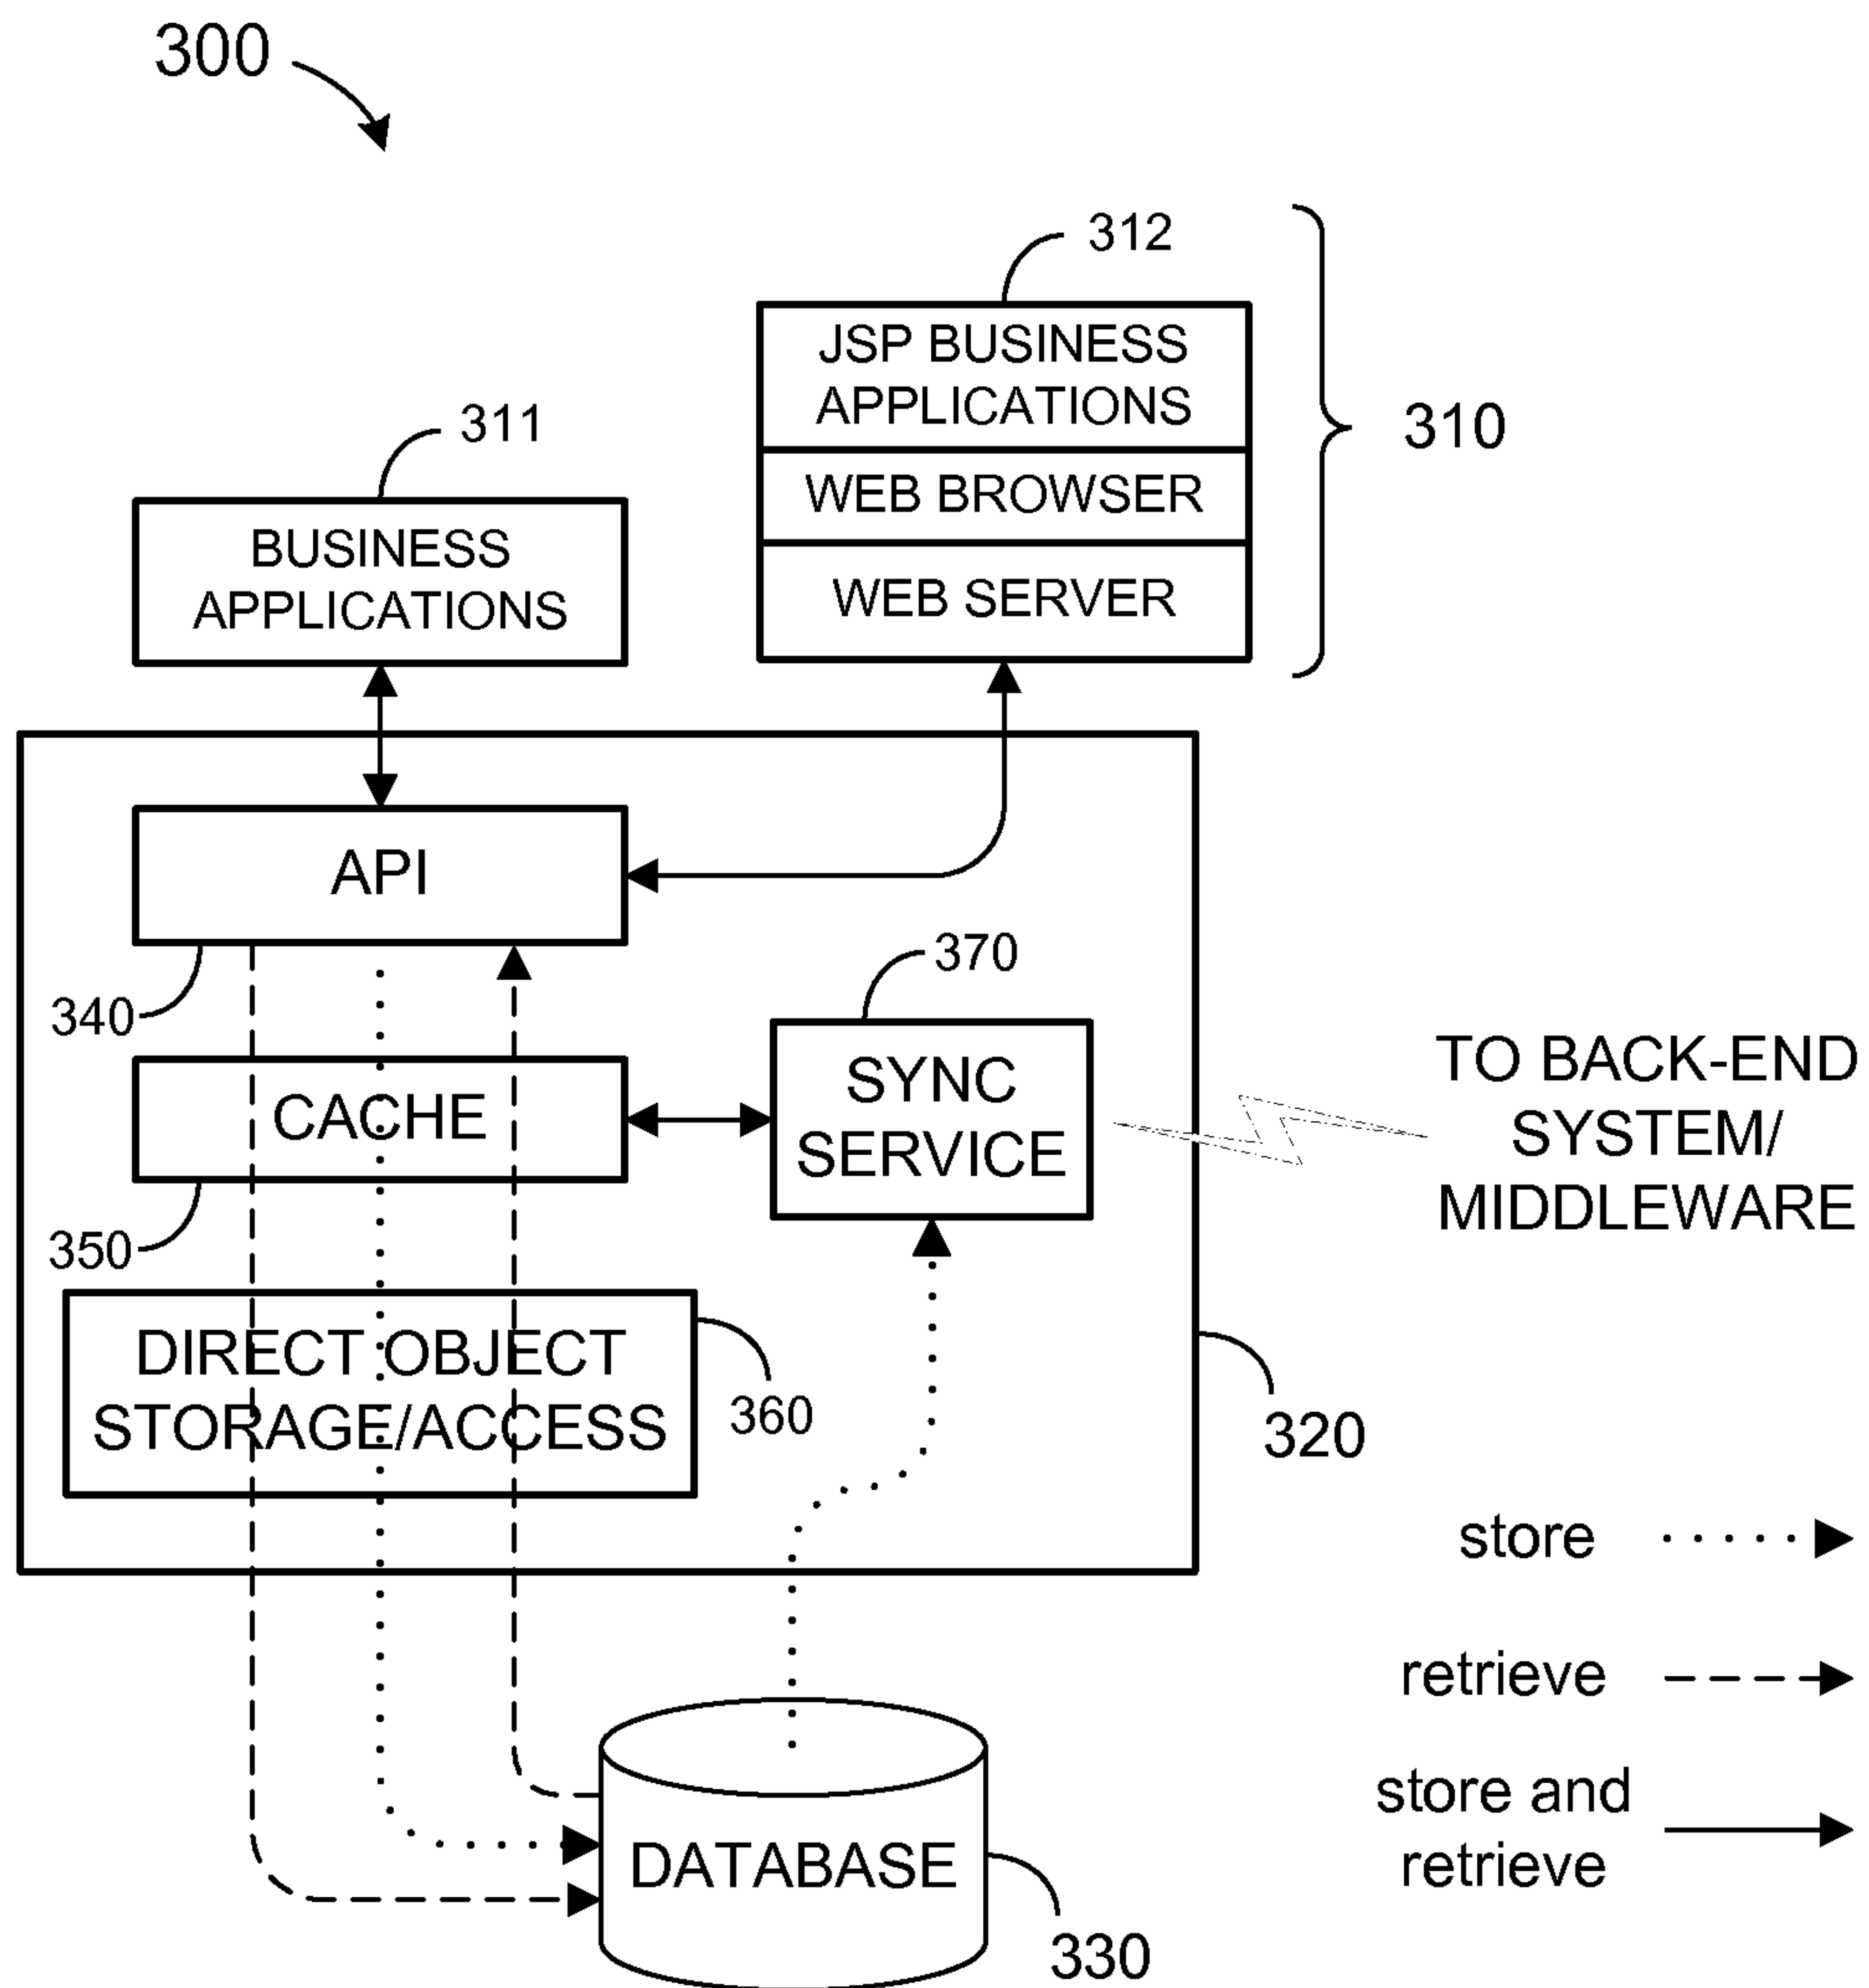 300
312
JSP BUSINESS
APPLICATIONS
WEB BROWSER
WEB SERVER
310
311
BUSINESS
APPLICATIONS
API
340
370
SYNC
SERVICE
CACHE
350
TO BACK-END
SYSTEM/
MIDDLEWARE
DIRECT OBJECT
STORAGE/ACCESS
360
320
store
retrieve
store and
retrieve
DATABASE
330